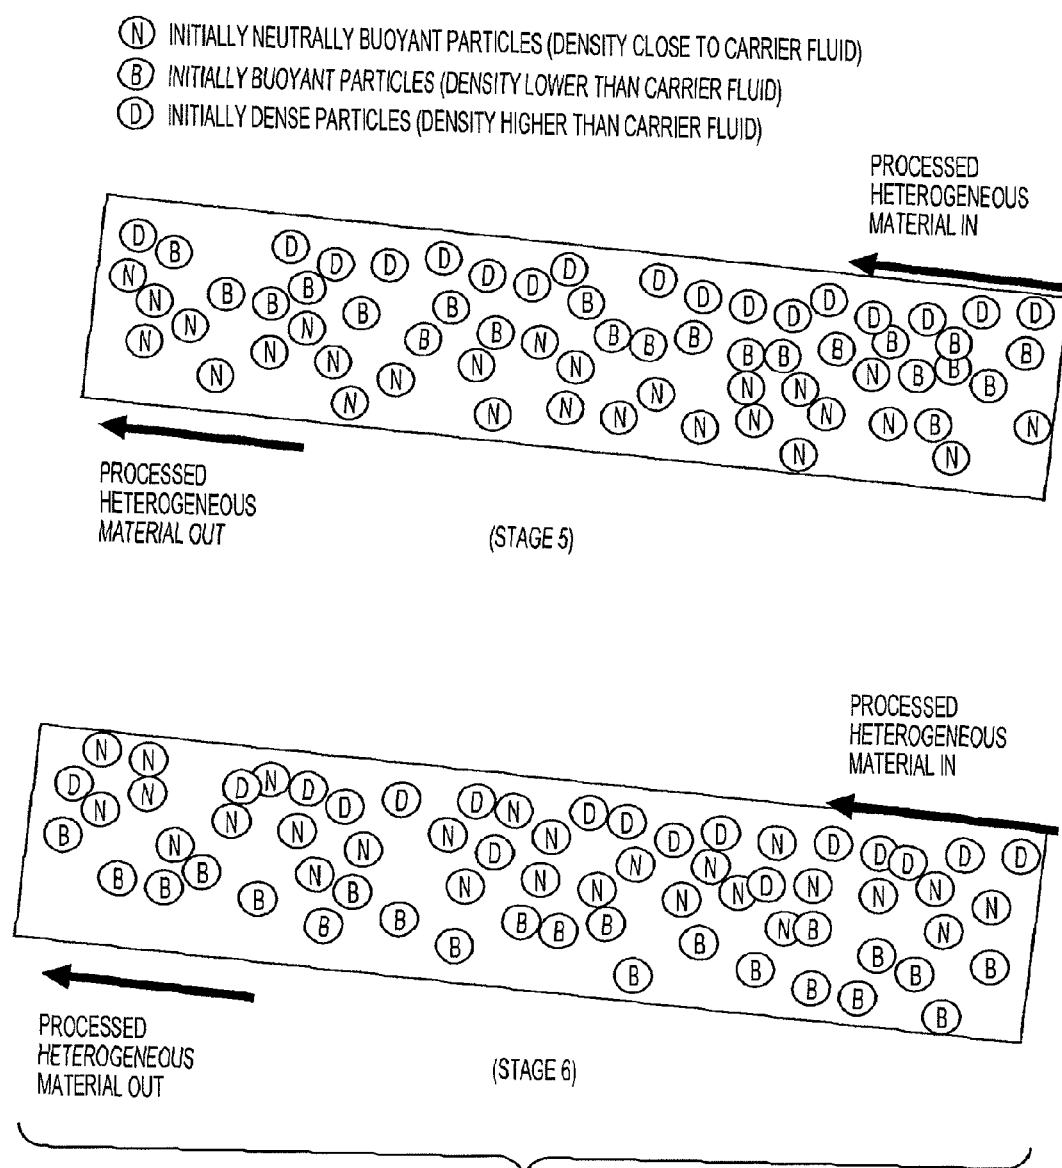 N INITIALLY NEUTRALLY BUOYANT PARTICLES (DENSITY CLOSE TO CARRIER FLUID)
B INITIALLY BUOYANT PARTICLES (DENSITY LOWER THAN CARRIER FLUID)
D INITIALLY DENSE PARTICLES (DENSITY HIGHER THAN CARRIER FLUID)
PROCESSED
HETEROGENEOUS
MATERIAL IN
PROCESSED
HETEROGENEOUS
MATERIAL OUT
(STAGE 5)
PROCESSED
HETEROGENEOUS
MATERIAL IN
PROCESSED
HETEROGENEOUS
MATERIAL OUT
(STAGE 6)